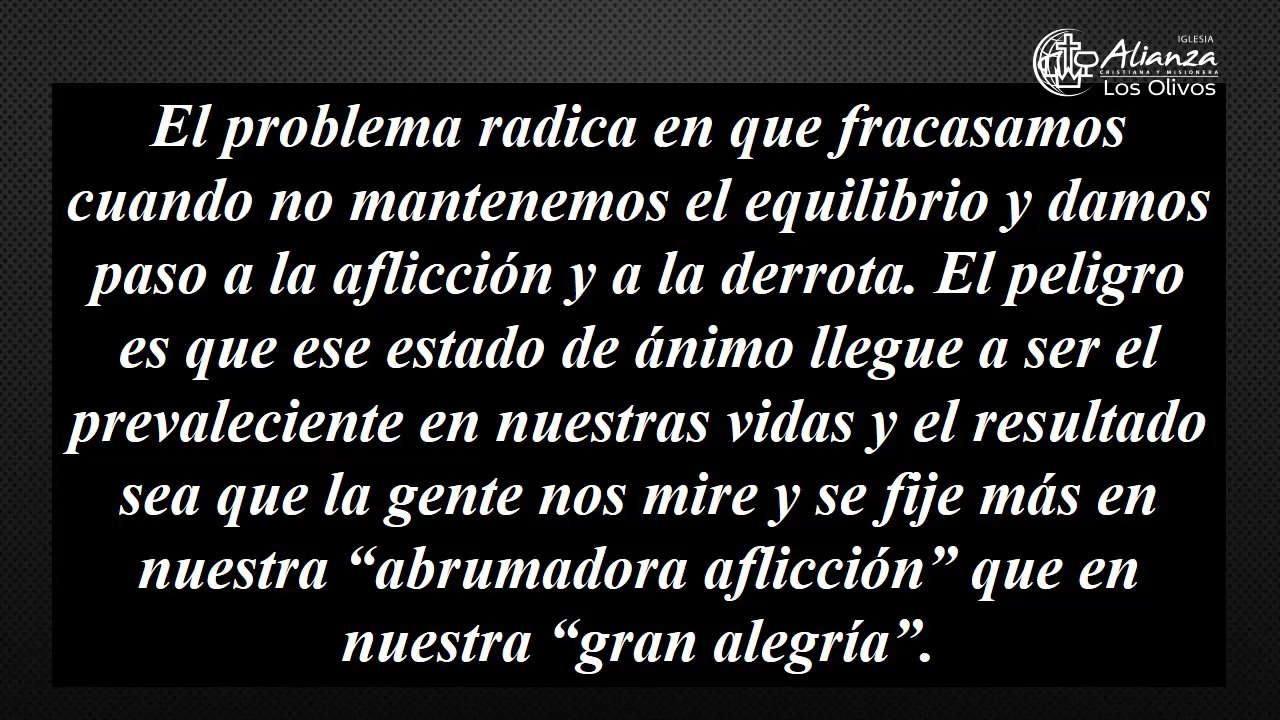 IGLESIA
Alianza
CRISTIANA Y MISIONERA
Los Olivos
El problema radica en que fracasamos
cuando no mantenemos el equilibrio y damos
paso a la aflicción y a la derrota. El peligro
es que ese estado de ánimo llegue a ser el
prevaleciente en nuestras vidas y el resultado
sea que la gente nos mire y se fije más en
nuestra “abrumadora aflicción” que en
nuestra “gran alegría”.